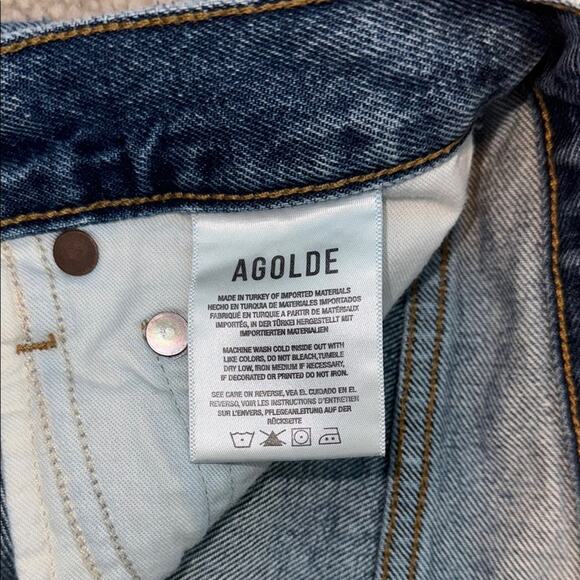 AGOLDE
MADE IN TURKEY OF IMPORTED MATERIALS
HECHO EN TURQUIA DE MATERIALES IMPORTADOS
FABRIQUÉ EN TURQUIE A PARTIR DE MATÉRIAUX
IMPORTÉS, IN DER TÜRKEI HERGESTELLT MIT
IMPORTIERTEN MATERIALIEN
MACHINE WASH COLD INSIDE OUT WITH
LIKE COLORS, DO NOT BLEACH,TUMBLE
DRY LOW, IRON MEDIUM IF NECESSARY,
IF DECORATED OR PRINTED DO NOT IRON.
SEE CARE ON REVERSE, VEA EL CUIDADO EN EL
REVERSO, VOIR LES INSTRUCTIONS D'ENTRETIEN
SUR L'ENVERS, PFLEGEANLEITUNG AUF DER
RÜCKSEITE